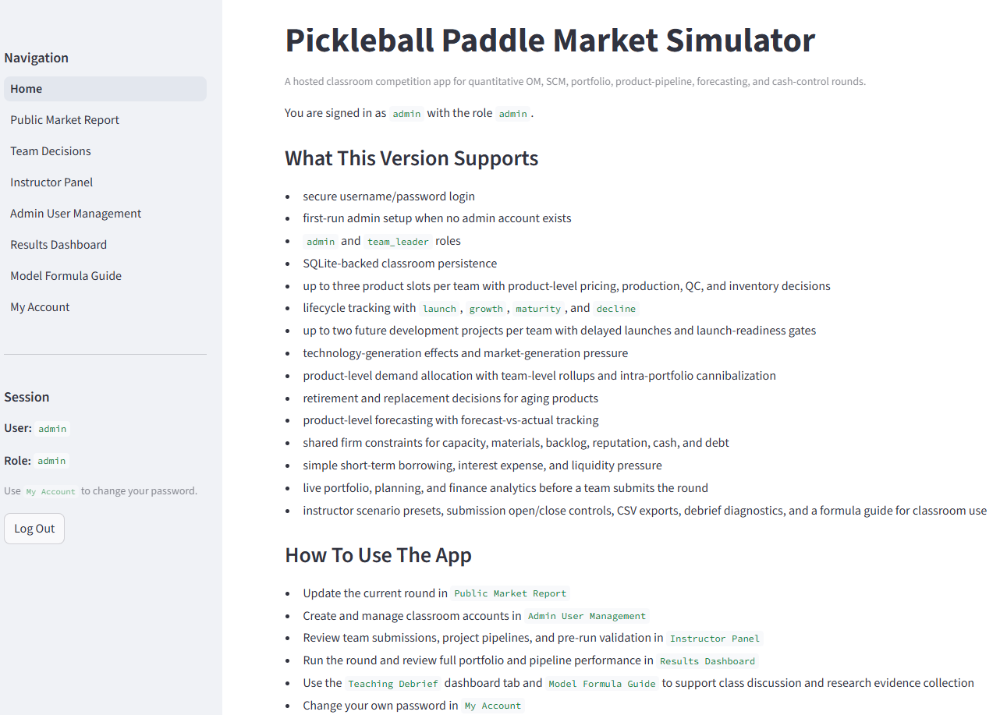 Navigation
Home
Public Market Report
Team Decisions
Instructor Panel
Admin User Management
Results Dashboard
Model Formula Guide
My Account
Session
User: admin
Role: admin
Use My Account to change your password.
Log Out
Pickleball Paddle Market Simulator
A hosted classroom competition app for quantitative OM, SCM, portfolio, product-pipeline, forecasting, and cash-control rounds.
You are signed in as admin with the role admin .
What This Version Supports
• secure username/password login
• first-run admin setup when no admin account exists
• admin and team_leader roles
• SQLite-backed classroom persistence
• up to three product slots per team with product-level pricing, production, QC, and inventory decisions
• lifecycle tracking with launch , growth , maturity , and decline
• up to two future development projects per team with delayed launches and launch-readiness gates
• technology-generation effects and market-generation pressure
• product-level demand allocation with team-level rollups and intra-portfolio cannibalization
• retirement and replacement decisions for aging products
• product-level forecasting with forecast-vs-actual tracking
• shared firm constraints for capacity, materials, backlog, reputation, cash, and debt
• simple short-term borrowing, interest expense, and liquidity pressure
• live portfolio, planning, and finance analytics before a team submits the round
• instructor scenario presets, submission open/close controls, CSV exports, debrief diagnostics, and a formula guide for classroom use
How To Use The App
• Update the current round in Public Market Report
• Create and manage classroom accounts in Admin User Management
• Review team submissions, project pipelines, and pre-run validation in Instructor Panel
• Run the round and review full portfolio and pipeline performance in Results Dashboard
• Use the Teaching Debrief dashboard tab and Model Formula Guide to support class discussion and research evidence collection
• Change your own password in My Account